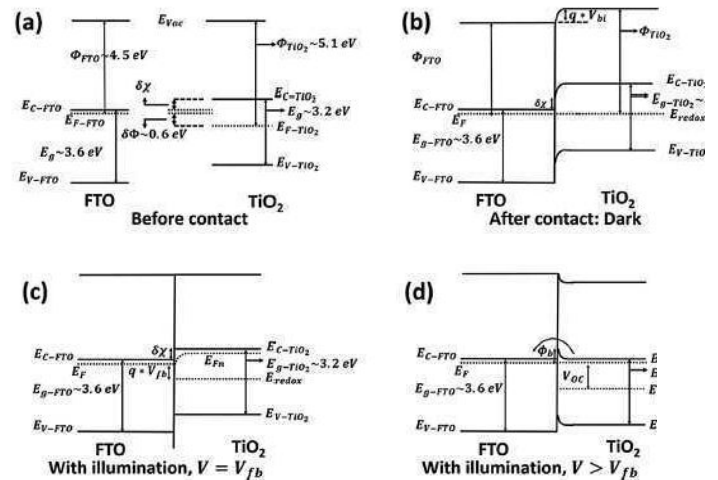 (a)
E_Vac
Φ_FTO~4.5 eV
Φ_TiO₂~5.1 eV
δχ
E_C-TiO₂
E_C-FTO
E_g~3.2 eV
E_F-FTO
E_F-TiO₂
δΦ~0.6 eV
E_g~3.6 eV
E_V-TiO₂
E_V-FTO
FTO
TiO₂
Before contact
(b)
q * V_bi
Φ_FTO
Φ_TiO₂
E_C-TiO₂
δχ
E_C-FTO
E_g-TiO₂~
E_F
E_redox
E_g-FTO~3.6 eV
E_V-TiO
E_V-FTO
FTO
TiO₂
After contact: Dark
(c)
δχ
E_C-TiO₂
E_C-FTO
E_Fn
E_g-TiO₂~3.2 eV
E_F
q * V_fb
E_redox
E_g-FTO~3.6 eV
E_V-TiO₂
E_V-FTO
FTO
TiO₂
With illumination, V = V_fb
(d)
Φ_b
E_C-FTO
E
E_F
E
V_OC
E_g-FTO~3.6 eV
E
E_V-FTO
E
FTO
TiO₂
With illumination, V > V_fb